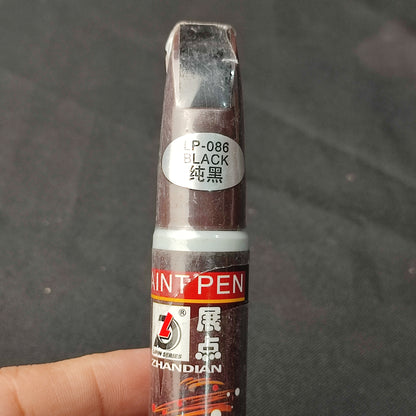 LP-086
BLACK
纯黑
AINT PEN
®
展
点
ZHANDIAN